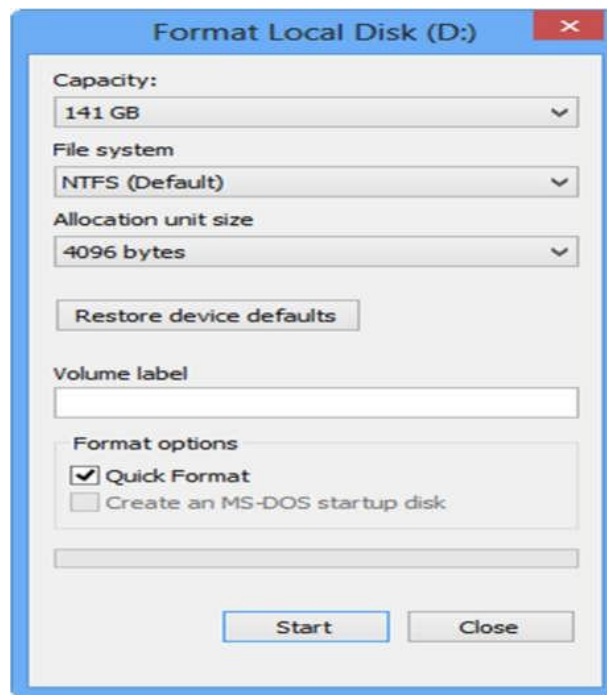 Format Local Disk (D:)
Capacity:
141 GB
File system
NTFS (Default)
Allocation unit size
4096 bytes
Restore device defaults
Volume label
Format options
Quick Format
Create an MS-DOS startup disk
Start Close